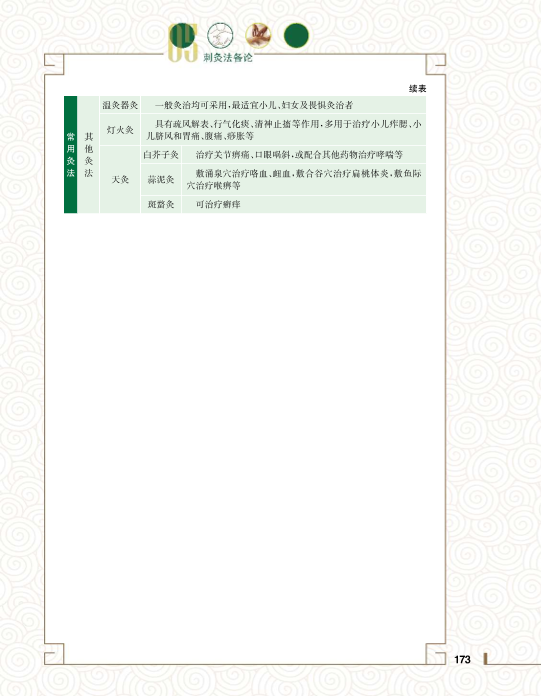 05
刺灸法备论
续表
常用灸法
其他灸法
温灸器灸 一般灸治均可采用,最适宜小儿、妇女及畏惧灸治者
灯火灸 具有疏风解表、行气化痰、清神止搐等作用,多用于治疗小儿痄腮、小
儿脐风和胃痛、腹痛、痧胀等
天灸
白芥子灸 治疗关节痹痛、口眼㖞斜,或配合其他药物治疗哮喘等
蒜泥灸 敷涌泉穴治疗咯血、衄血,敷合谷穴治疗扁桃体炎,敷鱼际
穴治疗喉痹等
斑蝥灸 可治疗癣痒
173